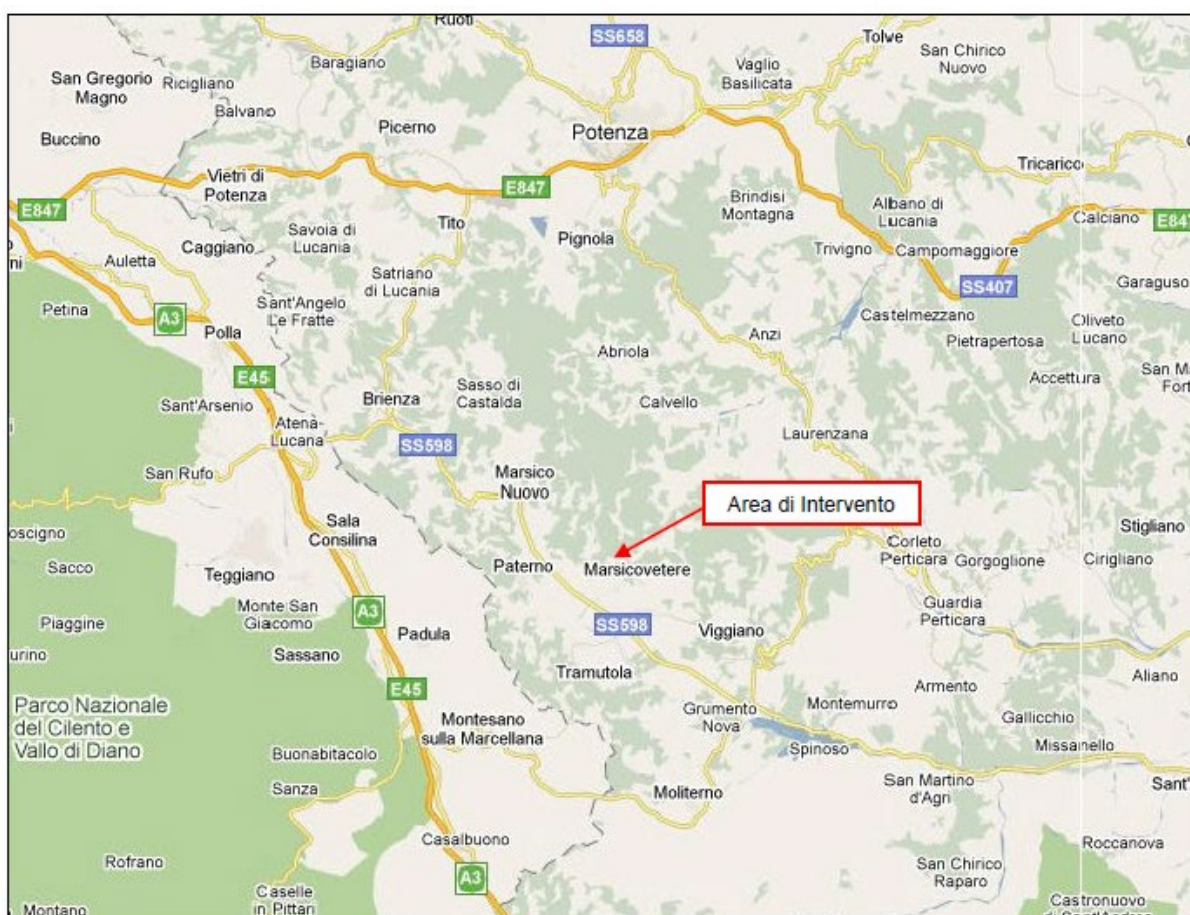 Ruoti
SS658
Tolve
San Chirico
Nuovo
Baragiano
Vaglio
Basilicata
San Gregorio
Magno
Ricigliano
Balvano
Buccino
Picerno
Potenza
Tricarico
Vietri di
Potenza
E847
E847
Brindisi
Montagna
Albano di
Lucania
Calciano
E847
Tito
Savoia di
Lucania
Pignola
Caggiano
Trivigno
Campomaggiore
Auletta
Satriano
di Lucania
SS407
Garaguso
Petina
A3
Sant'Angelo
Le Fratte
Castelmezzano
Polla
Anzi
Oliveto
Lucano
Pietrapertosa
Abriola
E45
Sasso di
Castalda
Accettura
Sant'Arsenio
Brienza
Calvello
Atena
Lucana
Laurenzana
SS598
San Rufo
Marsico
Nuovo
Area di Intervento
Sala
Consilina
Stigliano
Corleto
Perticara
Gorgoglione
Cirigliano
Sacco
Teggiano
Paterno
Marsicovetere
Monte San
Giacomo
A3
Guardia
Perticara
Piaggine
Padula
SS598
Viggiano
Sassano
Tramutola
Aliano
E45
Armento
Parco Nazionale
del Cilento e
Vallo di Diano
Grumento
Nova
Montemurro
Gallicchio
Montesano
sulla Marcellana
Buonabitacolo
Spinoso
Missanello
Sanza
San Martino
d'Agri
Sant'
Moliterno
Casalbuono
Roccanova
Rofrano
A3
San Chirico
Raparo
Caselle
in Pittari
Castronuovo
Montano